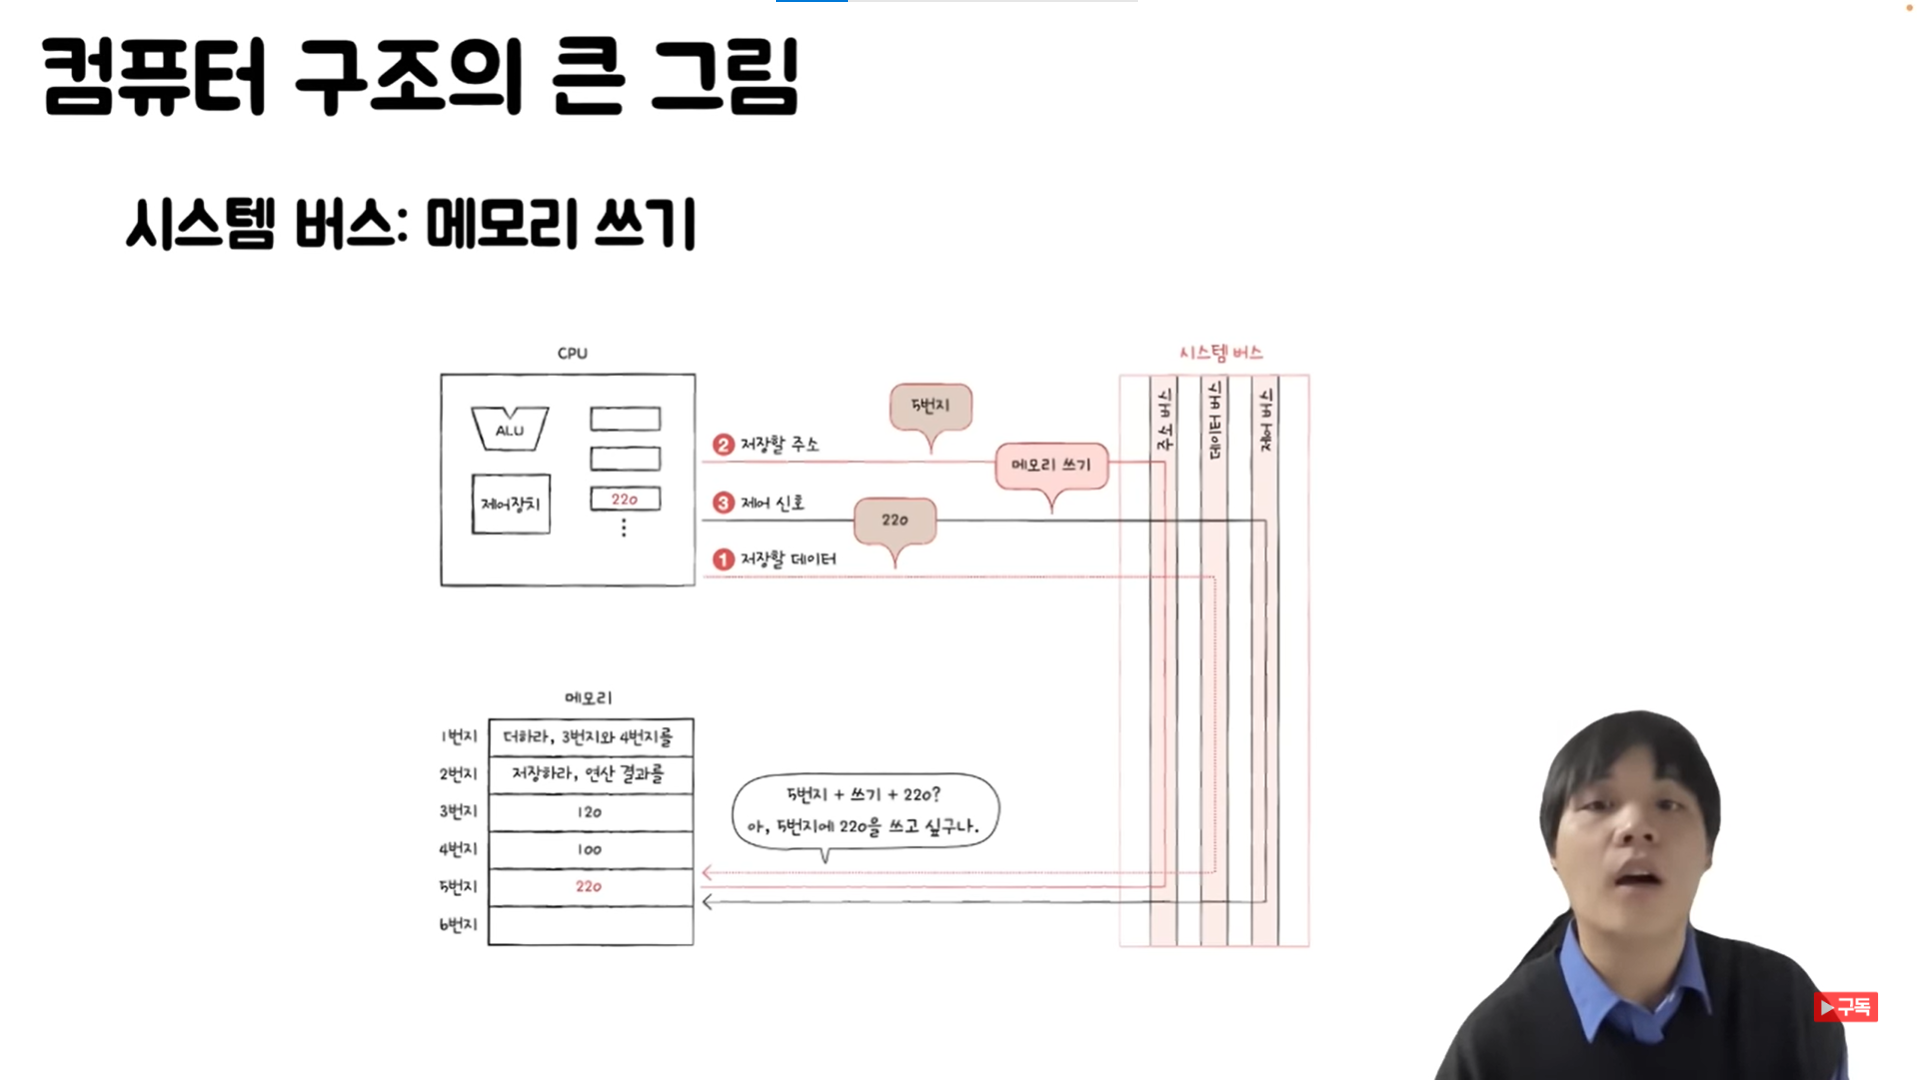 컴퓨터 구조의 큰 그림
시스템 버스: 메모리 쓰기
CPU
ALU
제어장치
220
② 저장할 주소
5번지
메모리 쓰기
③ 제어 신호
220
① 저장할 데이터
시스템 버스
주소 버스
데이터 버스
제어 버스
메모리
1번지 더하라, 3번지와 4번지를
2번지 저장하라, 연산 결과를
3번지 120
4번지 100
5번지 220
6번지
5번지 + 쓰기 + 220?
아, 5번지에 220을 쓰고 싶구나.
구독